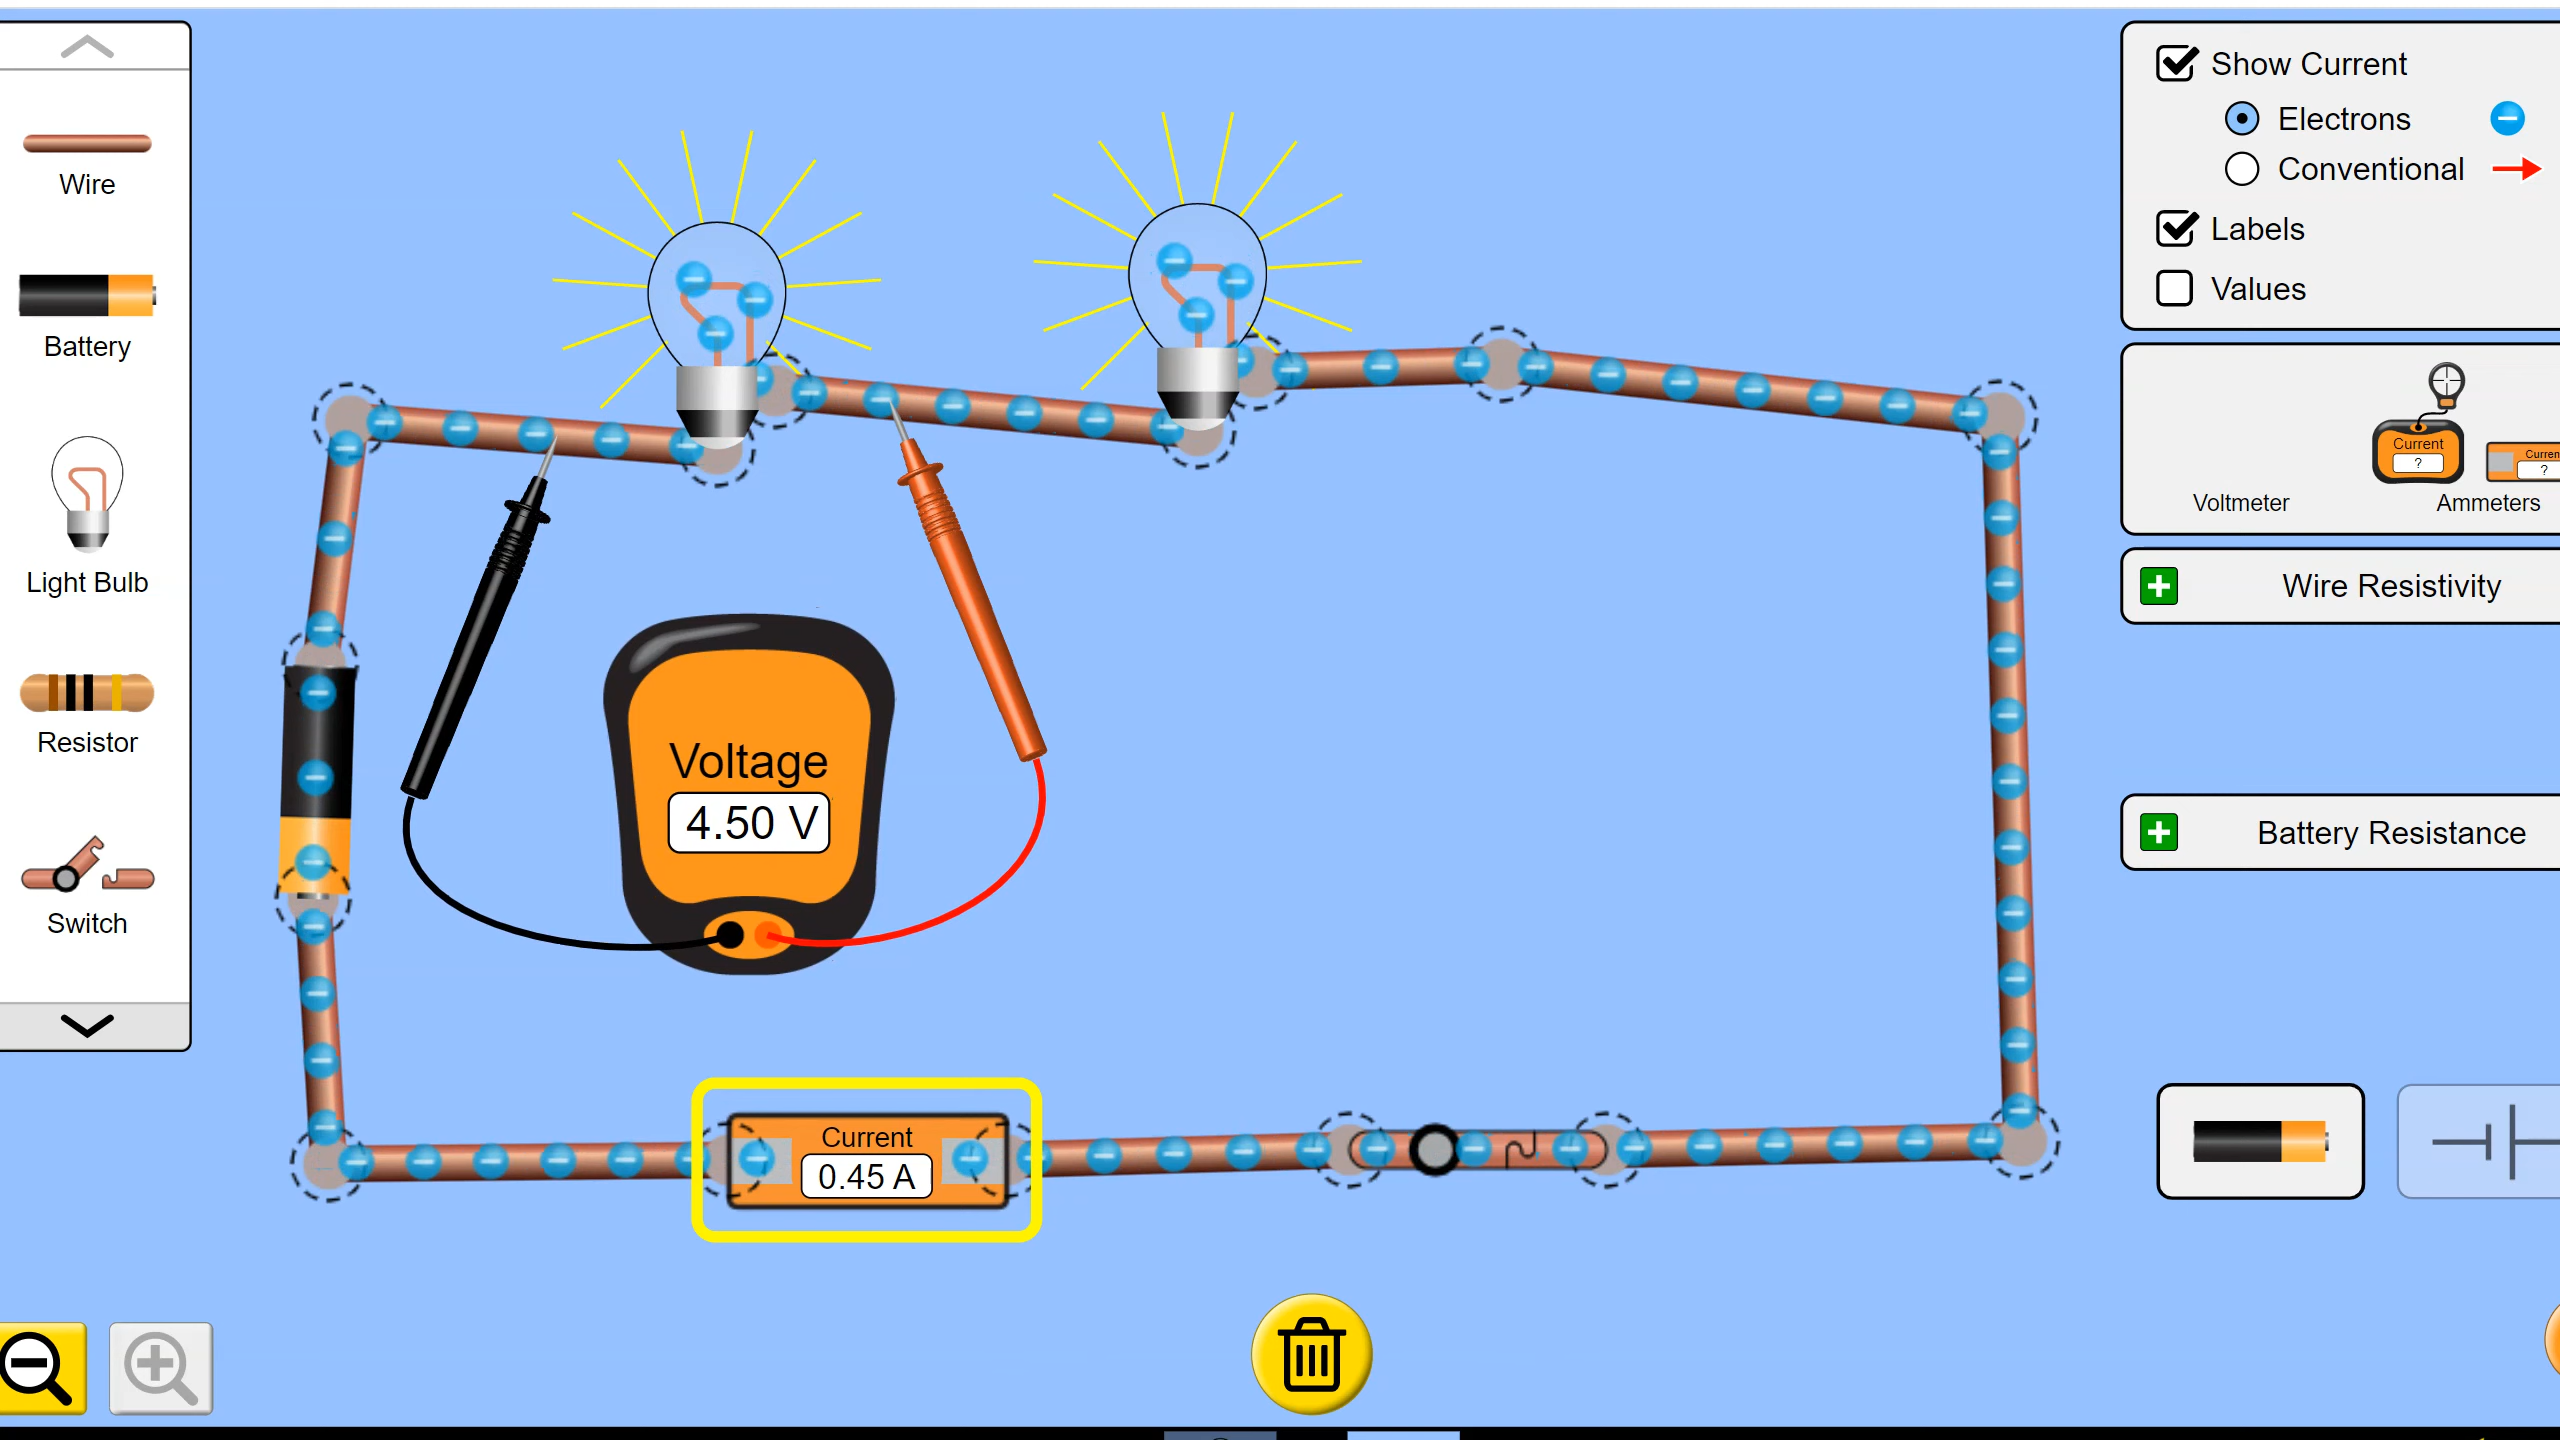 Wire
Battery
Light Bulb
Resistor
Switch
Voltage
4.50 V
Current
0.45 A
Show Current
Electrons
Conventional
Labels
Values
Current
?
Curren
?
Voltmeter
Ammeters
Wire Resistivity
Battery Resistance